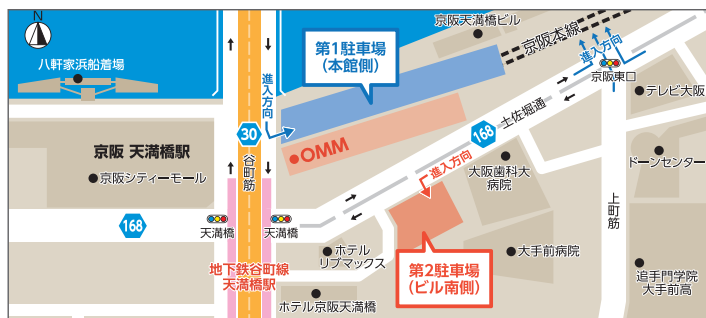 N
八軒家浜船着場
京阪天満橋ビル
京阪本線
第1駐車場
(本館側)
進入方向
進入方向
京阪東口
テレビ大阪
30
谷町筋
OMM
土佐堀通
168
京阪 天満橋駅
京阪シティーモール
進入方向
大阪歯科大
病院
ドーンセンター
上町筋
168
天満橋
天満橋
地下鉄谷町線
天満橋駅
ホテル
リブマックス
ホテル京阪天満橋
第2駐車場
(ビル南側)
大手前病院
追手門学院
大手前高